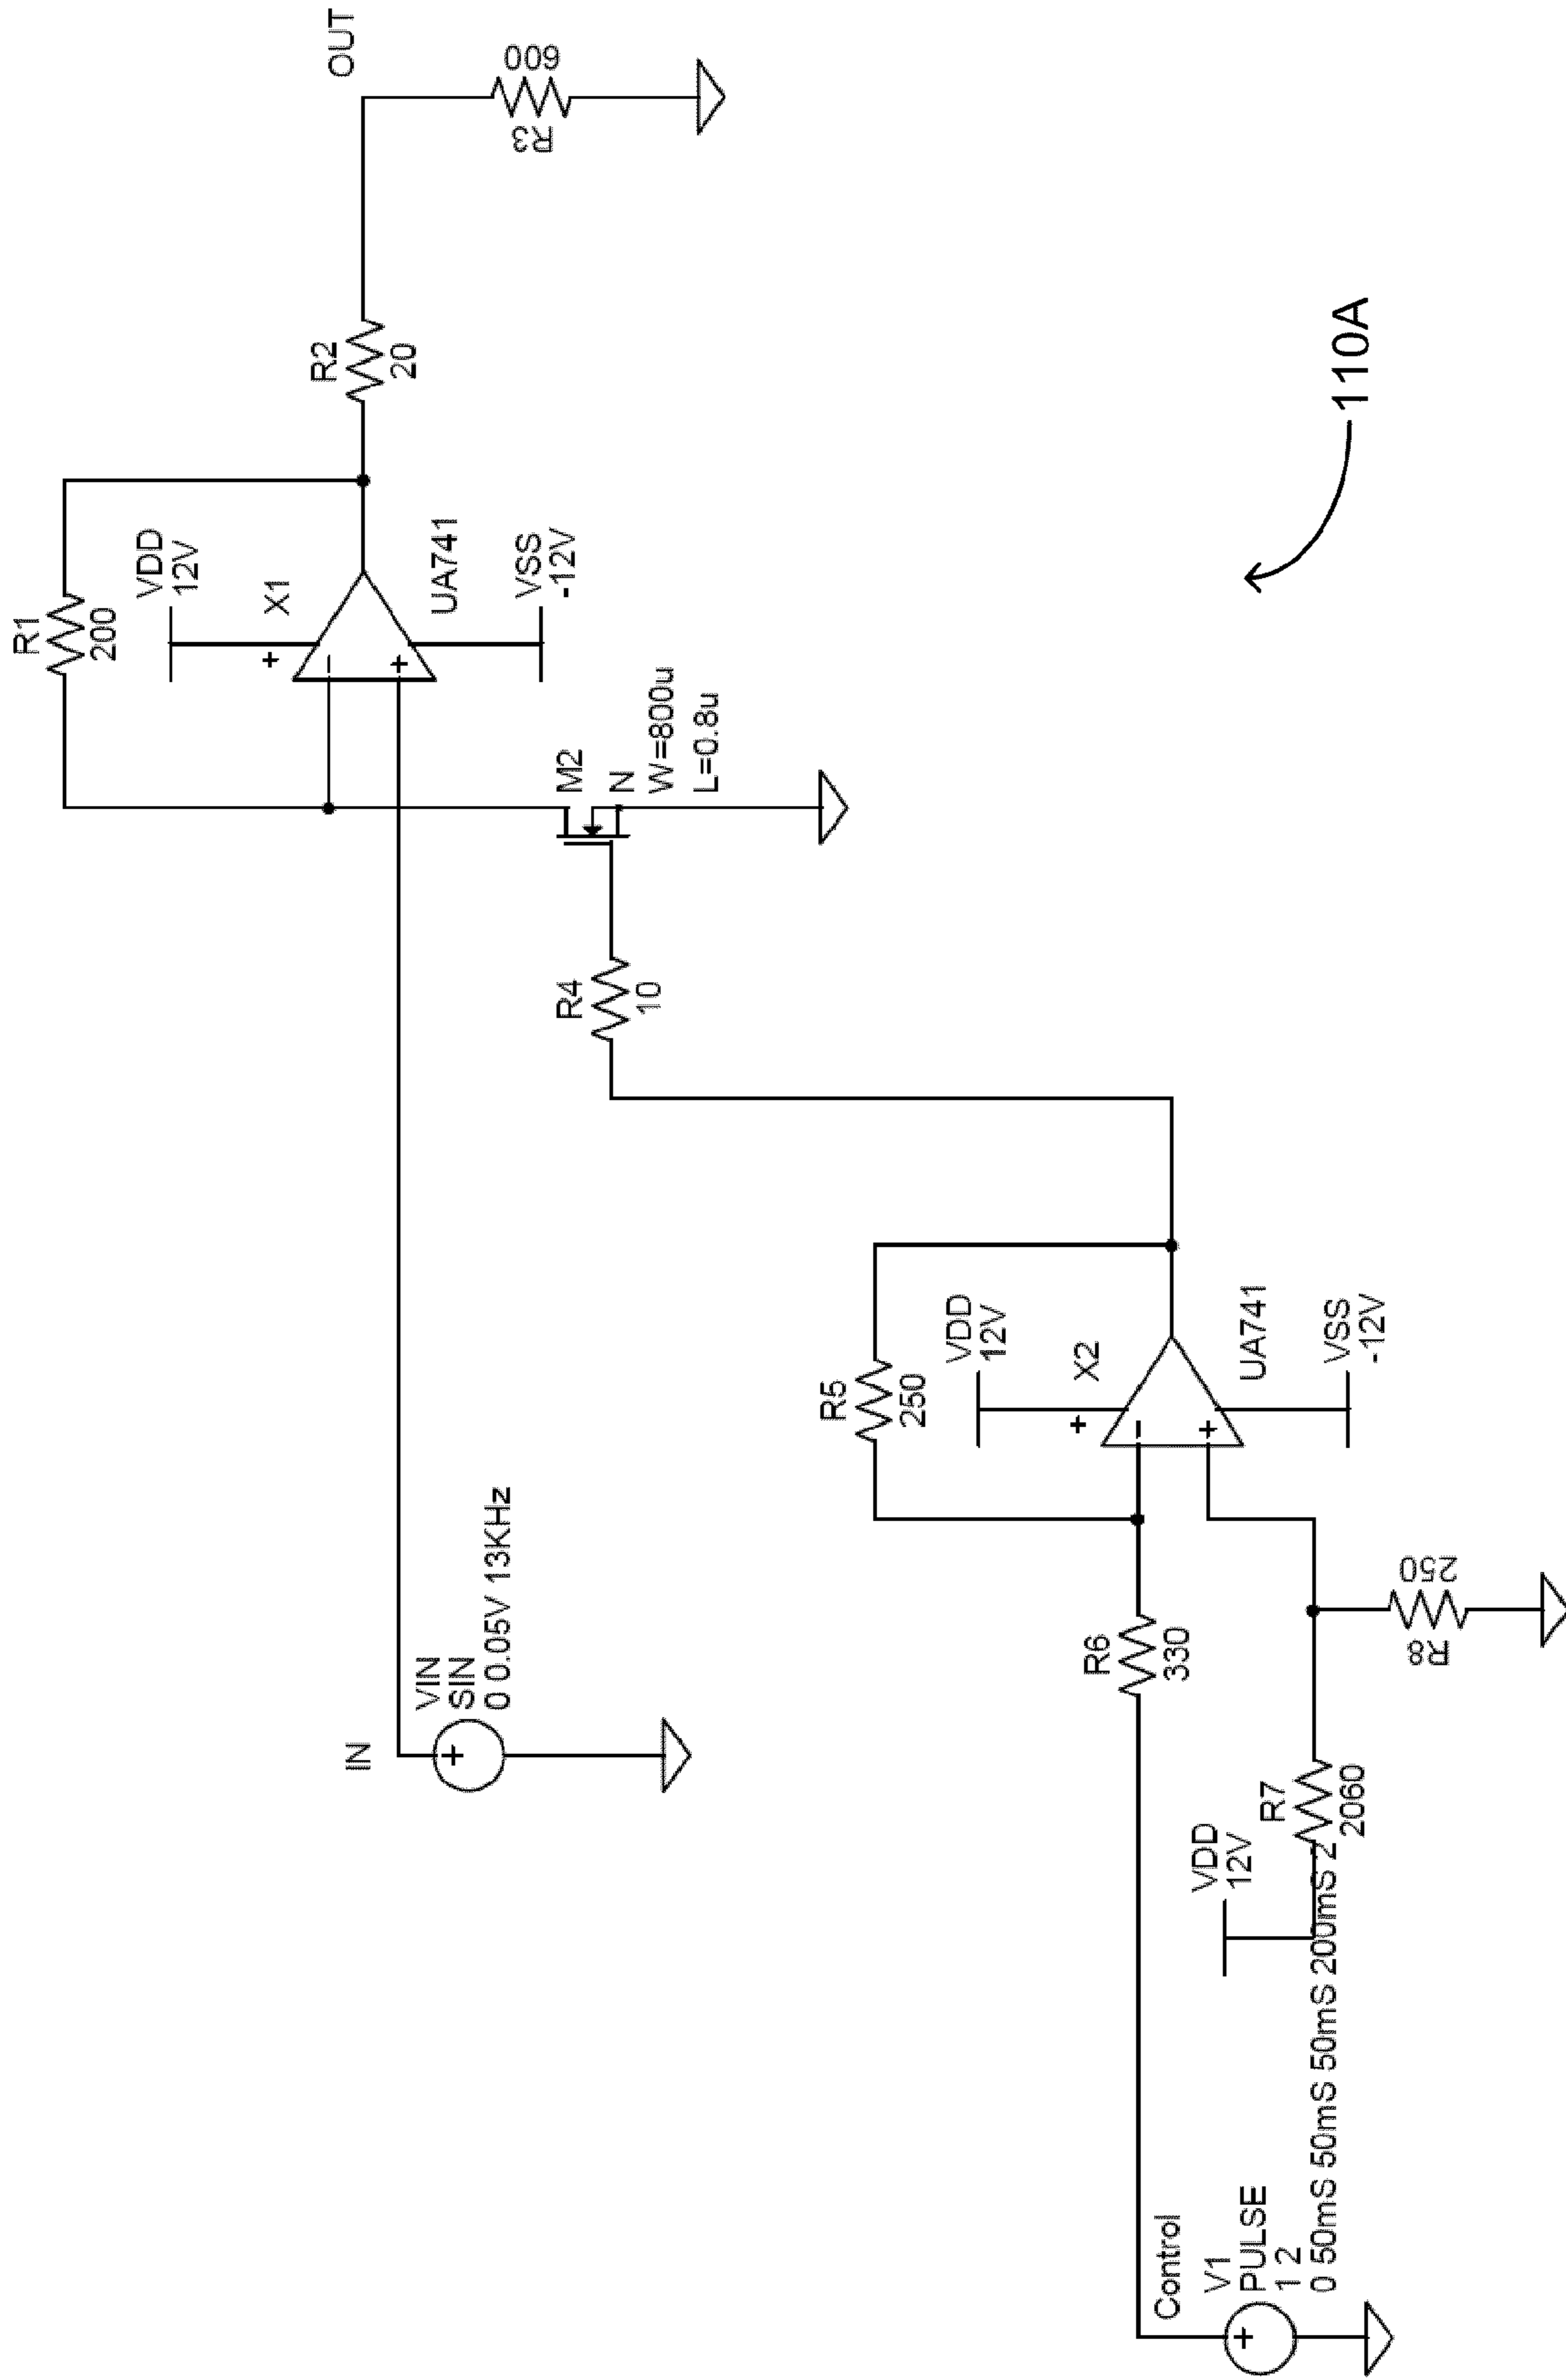 OUT
R3
600
R2
20
R1
200
VDD
12V
+
X1
-
+
UA741
VSS
-12V
M2
N
W=800u
L=0.8u
R4
10
110A
IN
+
VIN
SIN
0 0.05V 13KHz
R5
250
VDD
12V
+
X2
-
+
UA741
VSS
-12V
R6
330
R8
250
VDD
12V
R7
2060
Control
+
V1
PULSE
1 2
0 50mS 50mS 50mS 200mS 2